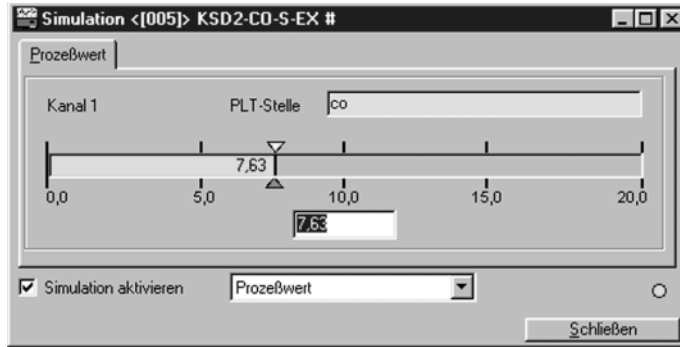 Simulation <[005]> KSD2-CO-S-EX #
Prozeßwert
Kanal 1 PLT-Stelle co
7,63
0,0 5,0 10,0 15,0 20,0
7,63
Simulation aktivieren Prozeßwert
Schließen